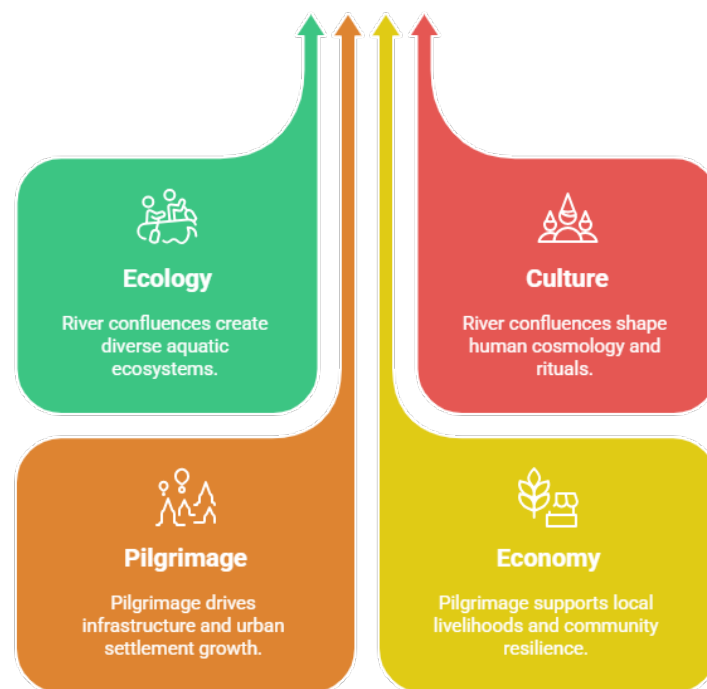 Ecology
River confluences create
diverse aquatic
ecosystems.
Culture
River confluences shape
human cosmology and
rituals.
Pilgrimage
Pilgrimage drives
infrastructure and urban
settlement growth.
Economy
Pilgrimage supports local
livelihoods and community
resilience.